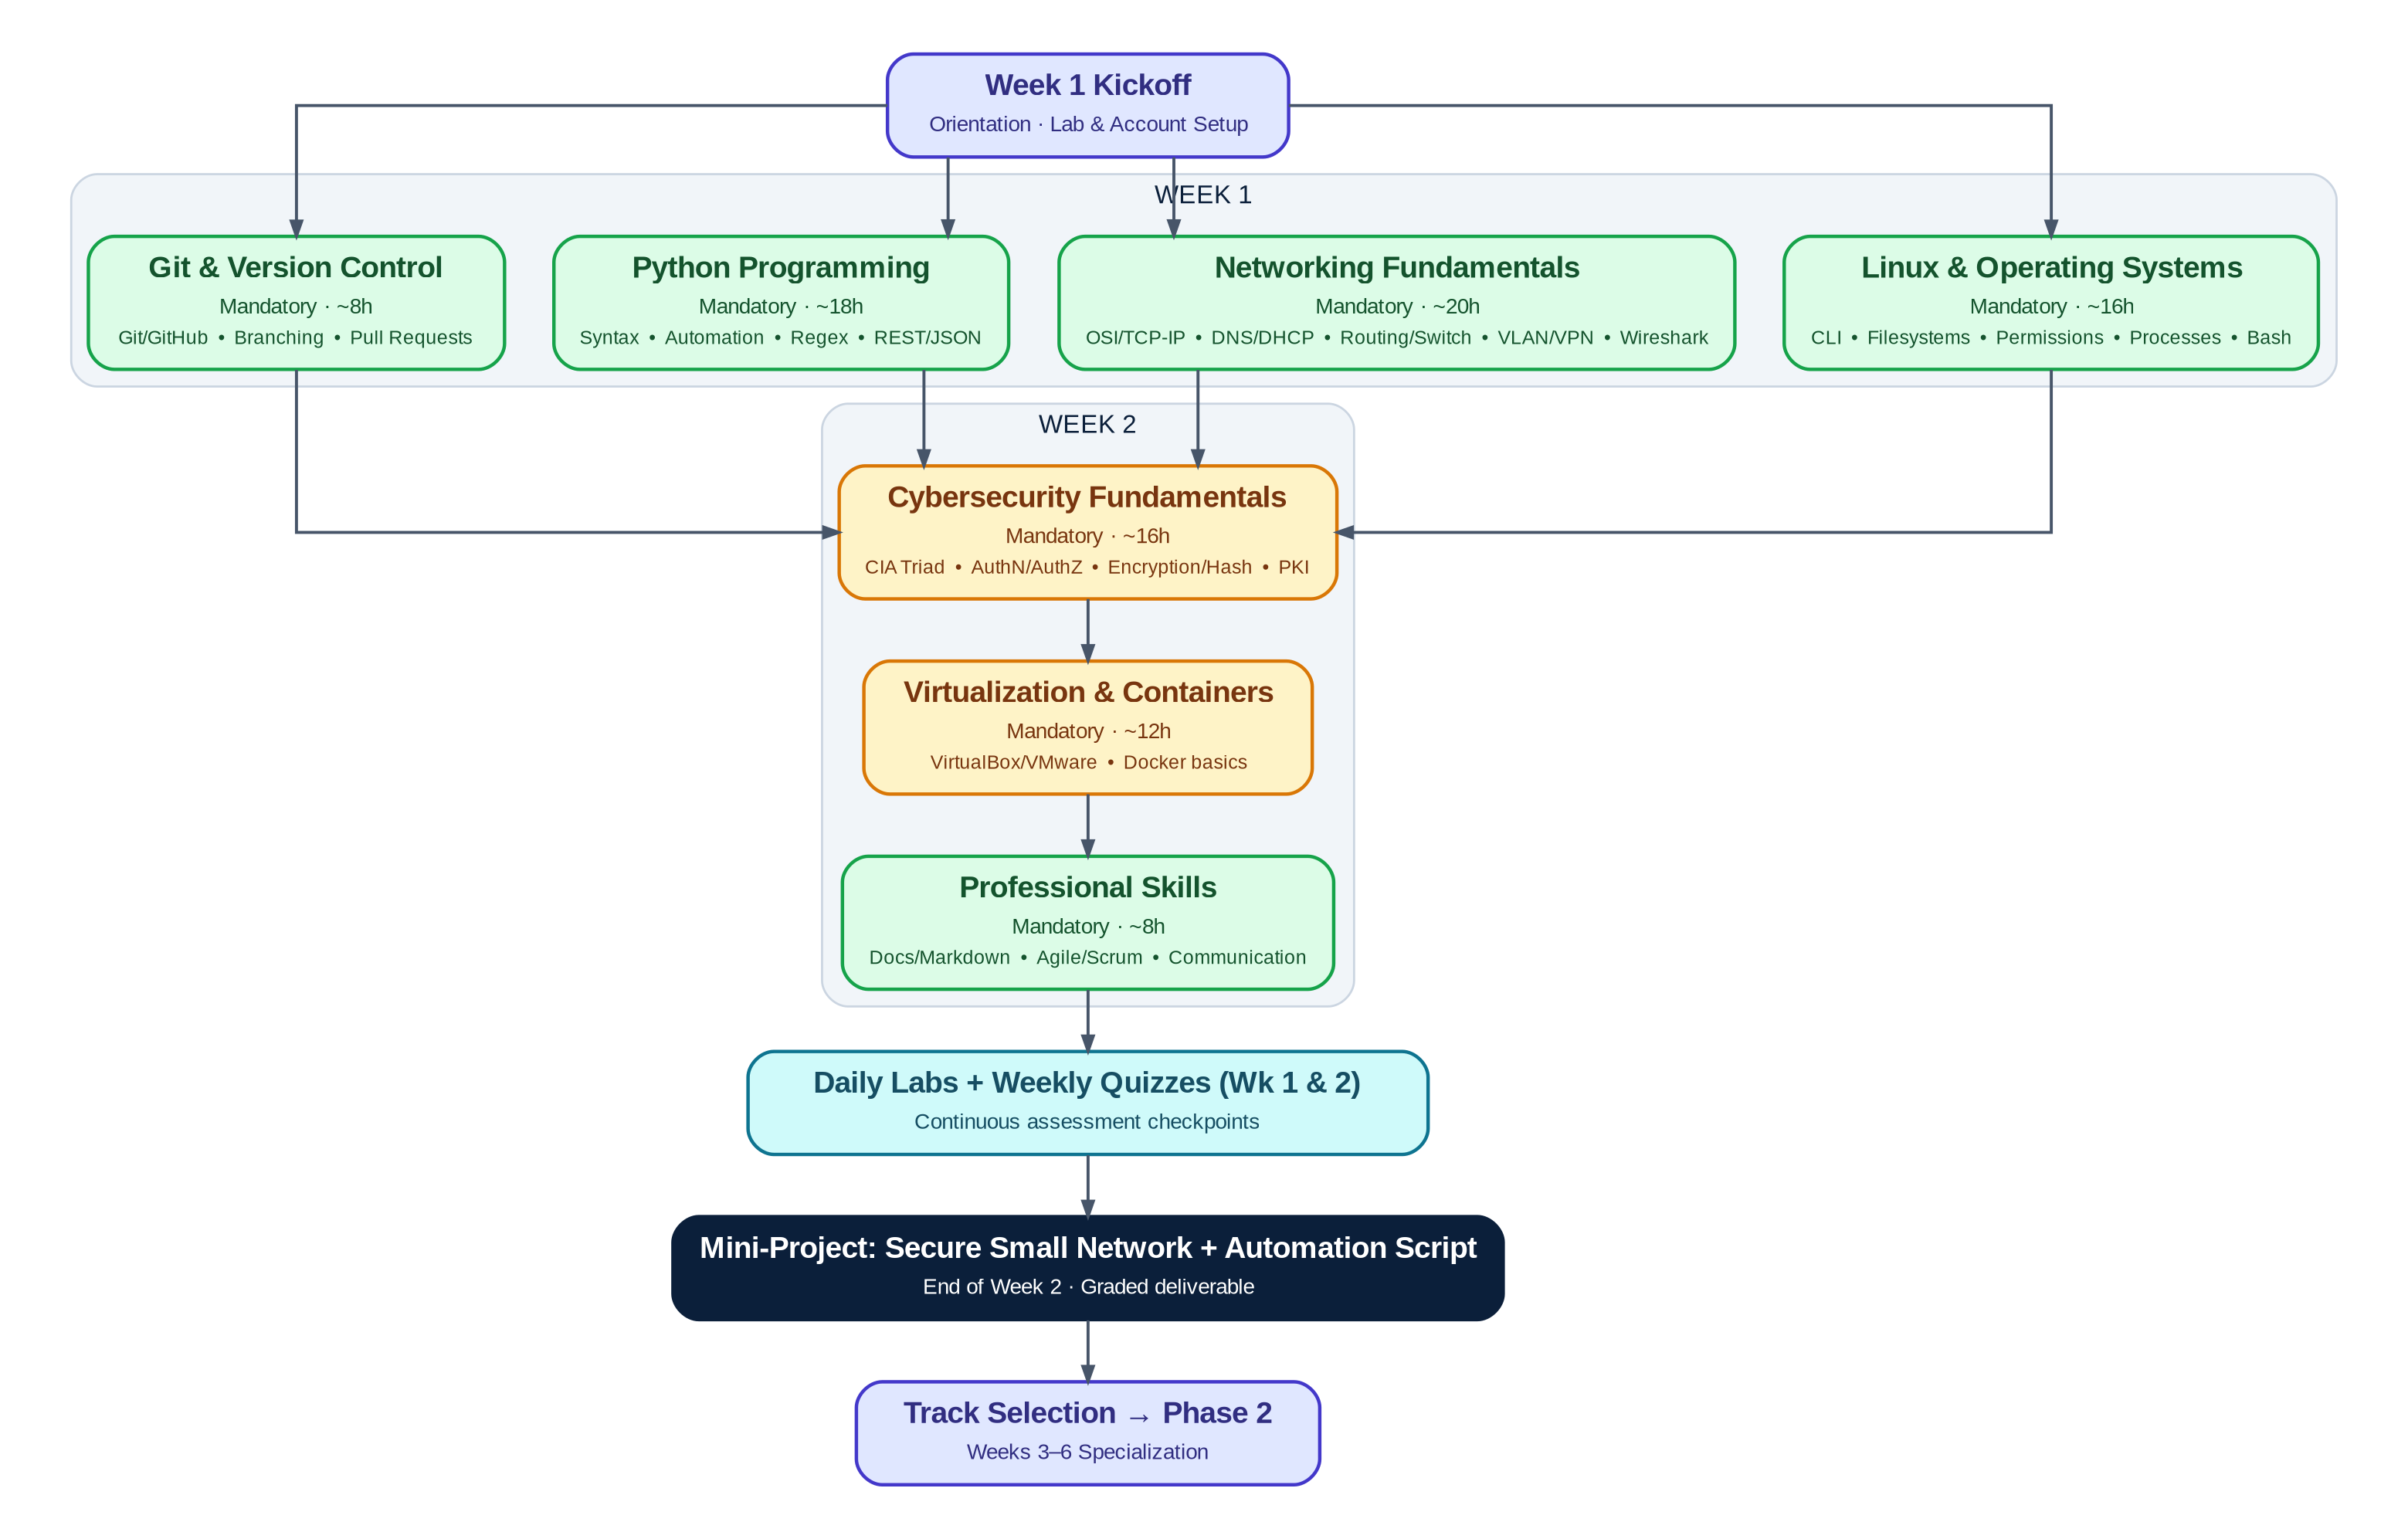 Week 1 Kickoff
Orientation · Lab & Account Setup
WEEK 1
Git & Version Control
Mandatory · ~8h
Git/GitHub • Branching • Pull Requests
Python Programming
Mandatory · ~18h
Syntax • Automation • Regex • REST/JSON
Networking Fundamentals
Mandatory · ~20h
OSI/TCP-IP • DNS/DHCP • Routing/Switch • VLAN/VPN • Wireshark
Linux & Operating Systems
Mandatory · ~16h
CLI • Filesystems • Permissions • Processes • Bash
WEEK 2
Cybersecurity Fundamentals
Mandatory · ~16h
CIA Triad • AuthN/AuthZ • Encryption/Hash • PKI
Virtualization & Containers
Mandatory · ~12h
VirtualBox/VMware • Docker basics
Professional Skills
Mandatory · ~8h
Docs/Markdown • Agile/Scrum • Communication
Daily Labs + Weekly Quizzes (Wk 1 & 2)
Continuous assessment checkpoints
Mini-Project: Secure Small Network + Automation Script
End of Week 2 · Graded deliverable
Track Selection → Phase 2
Weeks 3–6 Specialization